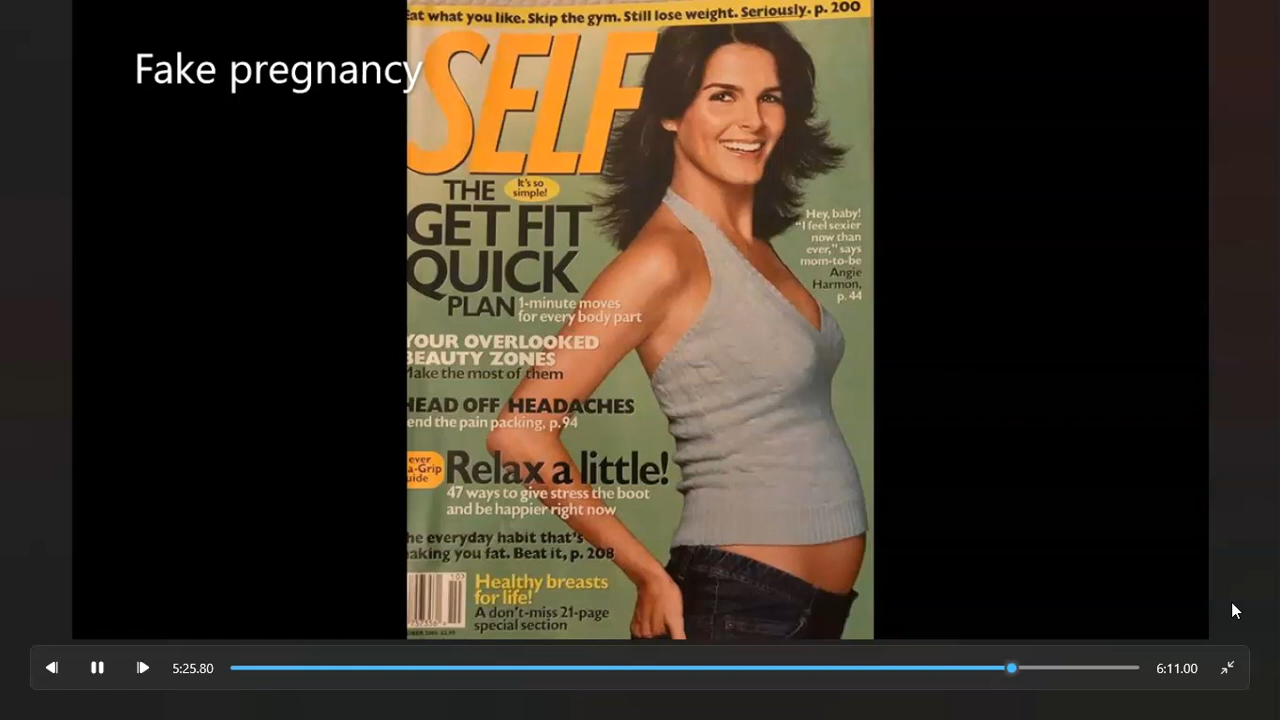 Eat what you like. Skip the gym. Still lose weight. Seriously. p. 200
Fake pregnancy
SELF
THE
It's so
simple!
GET FIT
QUICK
PLAN
1-minute moves
for every body part
Hey, baby!
"I feel sexier
now than
ever," says
mom-to-be
Angie
Harmon,
p. 44
YOUR OVERLOOKED
BEAUTY ZONES
Make the most of them
HEAD OFF HEADACHES
end the pain packing, p.94
ever
a-Grip
uide
Relax a little!
47 ways to give stress the boot
and be happier right now
he everyday habit that's
aking you fat. Beat it, p. 208
Healthy breasts
for life!
A don't-miss 21-page
special section
5:25.80
6:11.00